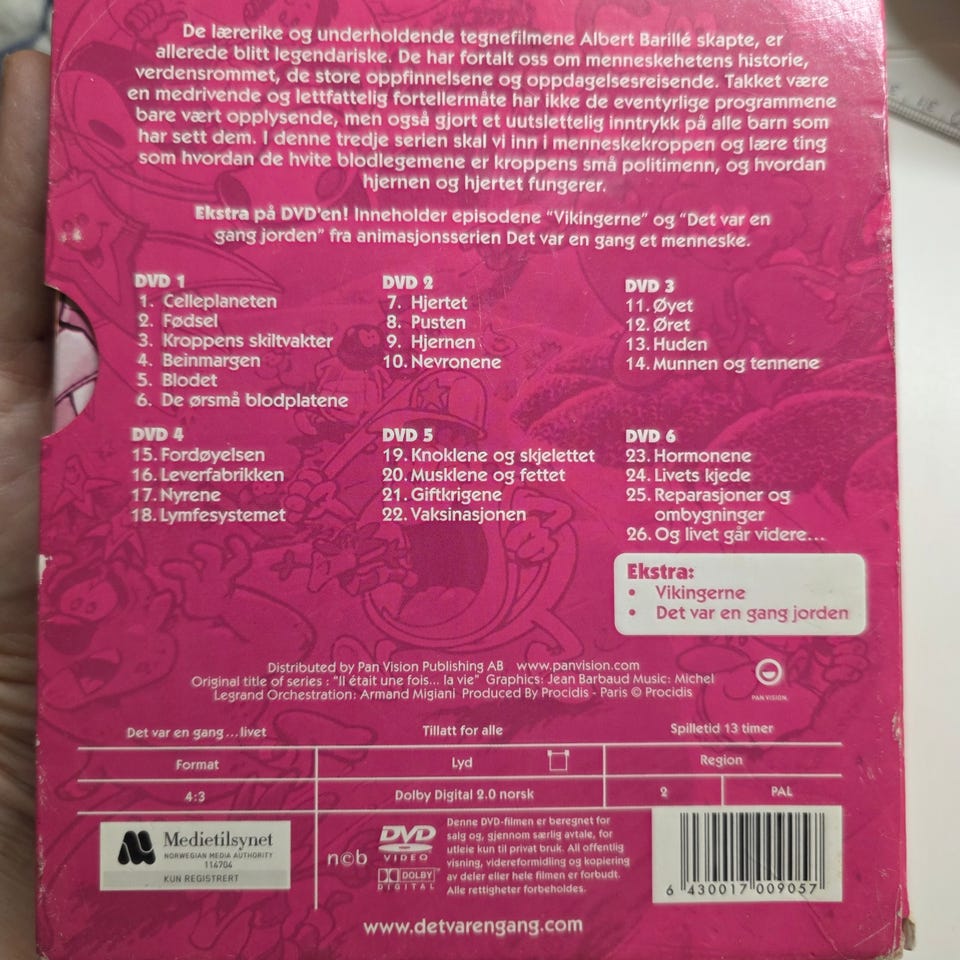 De lærerike og underholdende tegnefilmene Albert Barillé skapte, er
allerede blitt legendariske. De har fortalt oss om menneskehetens historie,
verdensrommet, de store oppfinnelsene og oppdagelsesreisende. Takket være
en medrivende og lettfattelig fortellermåte har ikke de eventyrlige programmene
bare vært opplysende, men også gjort et uutslettelig inntrykk på alle barn som
har sett dem. I denne tredje serien skal vi inn i menneskekroppen og lære ting
som hvordan de hvite blodlegemene er kroppens små politimenn, og hvordan
hjernen og hjertet fungerer.
Ekstra på DVD'en! Inneholder episodene "Vikingerne" og "Det var en
gang jorden" fra animasjonsserien Det var en gang et menneske.
DVD 1
1. Celleplaneten
2. Fødsel
3. Kroppens skiltvakter
4. Beinmargen
5. Blodet
6. De ørsmå blodplatene
DVD 2
7. Hjertet
8. Pusten
9. Hjernen
10. Nevronene
DVD 3
11. Øyet
12. Øret
13. Huden
14. Munnen og tennene
DVD 4
15. Fordøyelsen
16. Leverfabrikken
17. Nyrene
18. Lymfesystemet
DVD 5
19. Knoklene og skjelettet
20. Musklene og fettet
21. Giftkrigene
22. Vaksinasjonen
DVD 6
23. Hormonene
24. Livets kjede
25. Reparasjoner og
ombygninger
26. Og livet går videre...
Ekstra:
• Vikingerne
• Det var en gang jorden
Distributed by Pan Vision Publishing AB www.panvision.com
Original title of series : "Il était une fois... la vie" Graphics: Jean Barbaud Music: Michel
Legrand Orchestration: Armand Migiani Produced By Procidis - Paris © Procidis
PAN VISION
Det var en gang...livet
Tillatt for alle
Spilletid 13 timer
Format
Lyd
Region
4:3
Dolby Digital 2.0 norsk
2
PAL
Medietilsynet
NORWEGIAN MEDIA AUTHORITY
116704
KUN REGISTRERT
n©b
DVD
VIDEO
DOLBY
DIGITAL
Denne DVD-filmen er beregnet for
salg og, gjennom særlig avtale, for
utleie kun til privat bruk. All offentlig
visning, videreformidling og kopiering
av deler eller hele filmen er forbudt.
Alle rettigheter forbeholdes.
6 430017 009057
www.detvarengang.com